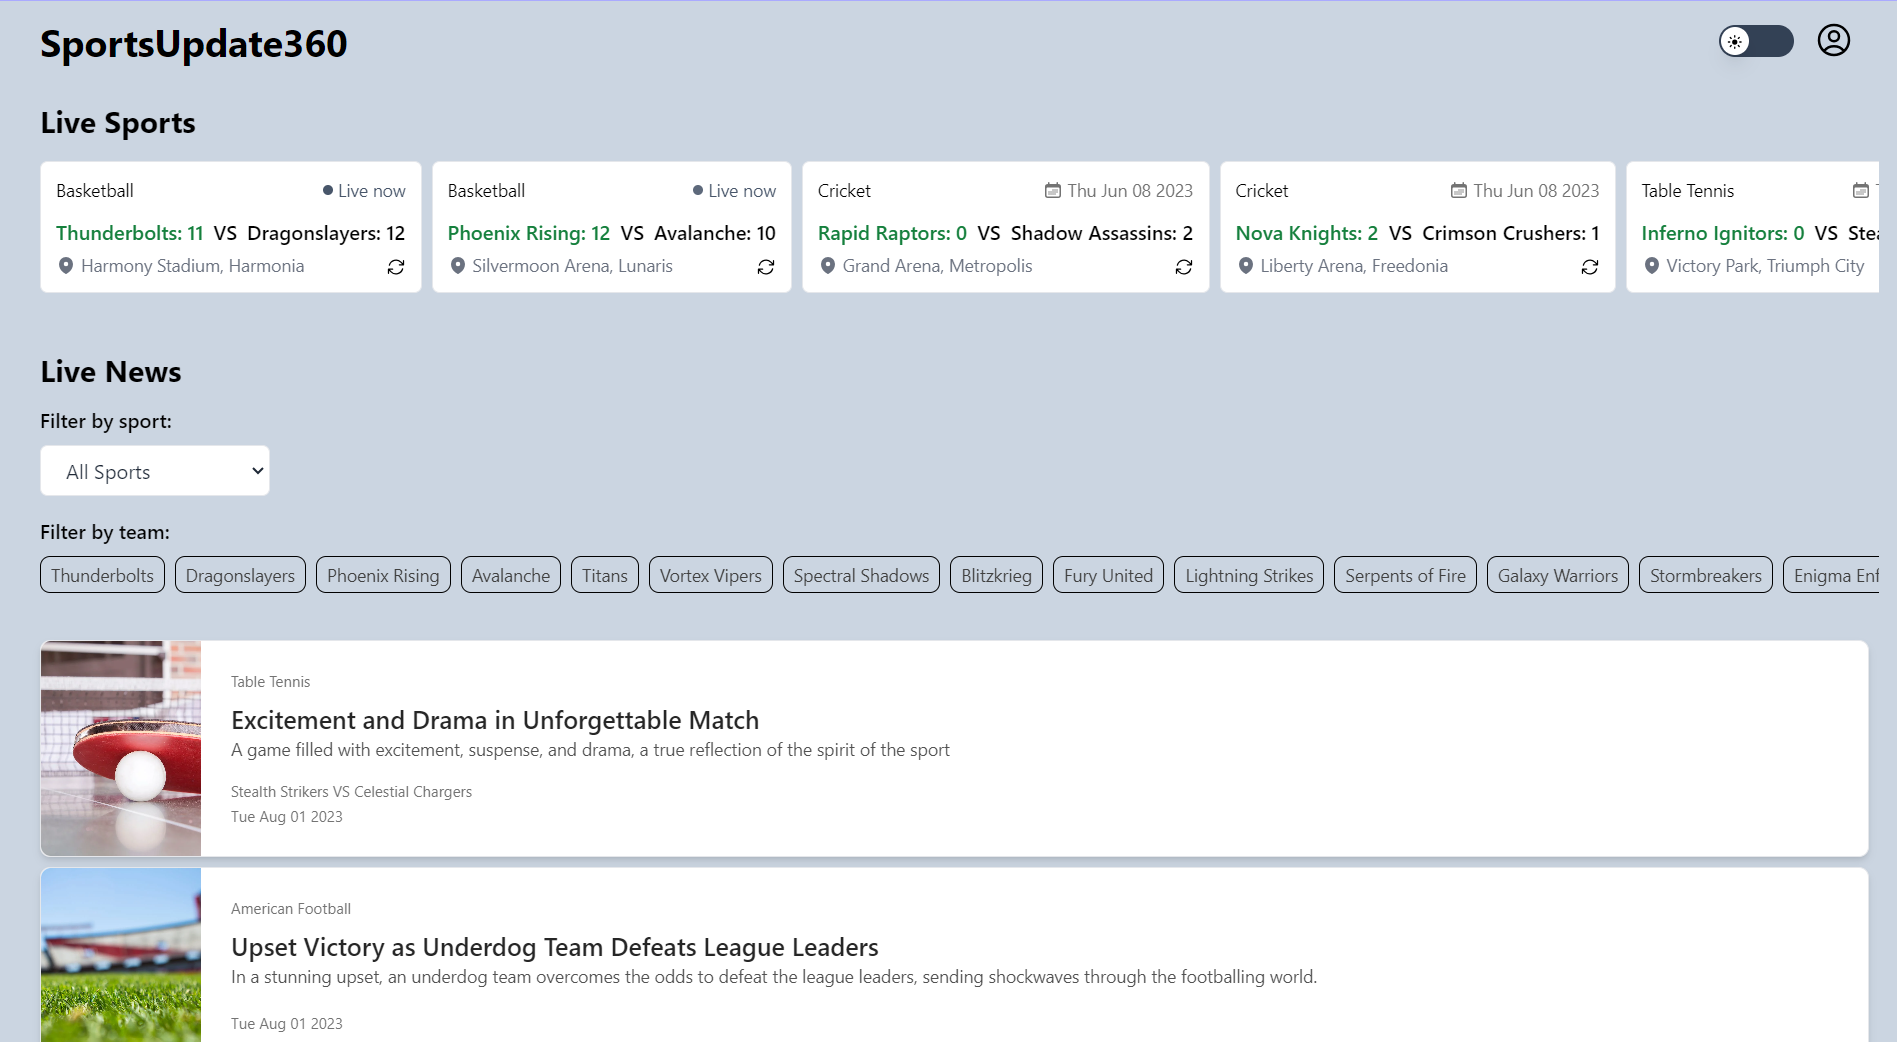 SportsUpdate360
Live Sports
Basketball
Live now
Thunderbolts: 11 VS Dragonslayers: 12
Harmony Stadium, Harmonia
Basketball
Live now
Phoenix Rising: 12 VS Avalanche: 10
Silvermoon Arena, Lunaris
Cricket
Thu Jun 08 2023
Rapid Raptors: 0 VS Shadow Assassins: 2
Grand Arena, Metropolis
Cricket
Thu Jun 08 2023
Nova Knights: 2 VS Crimson Crushers: 1
Liberty Arena, Freedonia
Table Tennis
Inferno Ignitors: 0 VS
Victory Park, Triumph City
Live News
Filter by sport:
All Sports
Filter by team:
Thunderbolts Dragonslayers Phoenix Rising Avalanche Titans Vortex Vipers Spectral Shadows Blitzkrieg Fury United Lightning Strikes Serpents of Fire Galaxy Warriors Stormbreakers Enigma
Table Tennis
Excitement and Drama in Unforgettable Match
A game filled with excitement, suspense, and drama, a true reflection of the spirit of the sport
Stealth Strikers VS Celestial Chargers
Tue Aug 01 2023
American Football
Upset Victory as Underdog Team Defeats League Leaders
In a stunning upset, an underdog team overcomes the odds to defeat the league leaders, sending shockwaves through the footballing world.
Tue Aug 01 2023